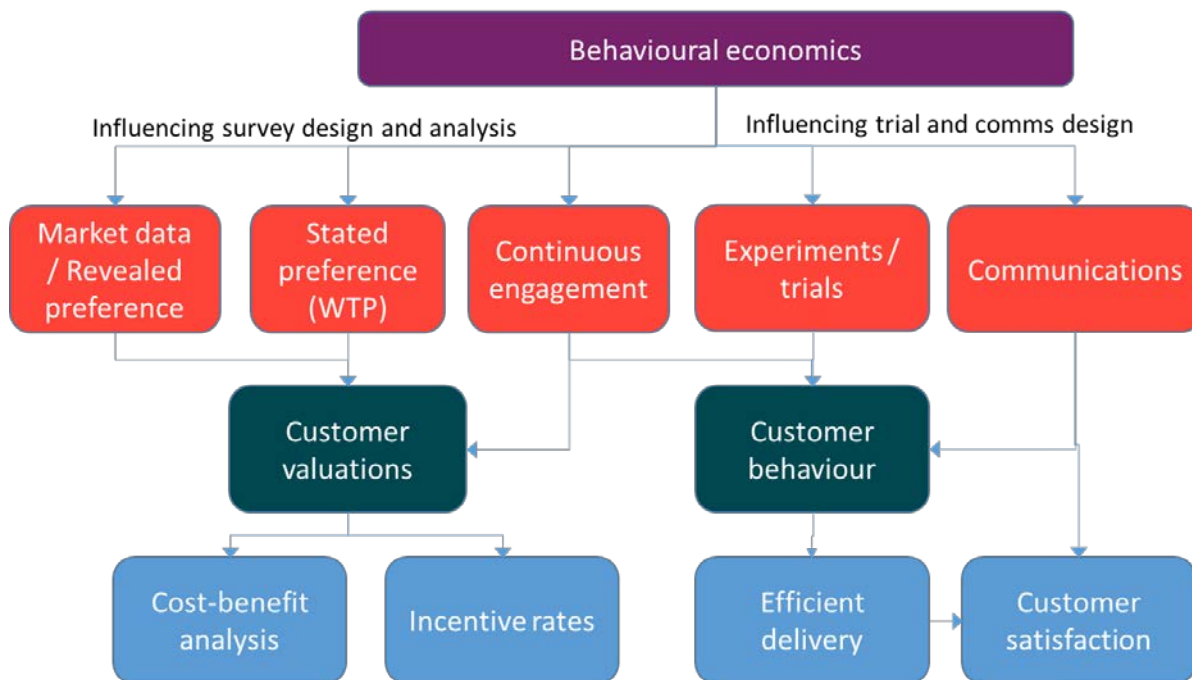 Behavioural economics
Influencing survey design and analysis
Influencing trial and comms design
Market data
/ Revealed
preference
Stated
preference
(WTP)
Continuous
engagement
Experiments /
trials
Communications
Customer
valuations
Customer
behaviour
Cost-benefit
analysis
Incentive rates
Efficient
delivery
Customer
satisfaction